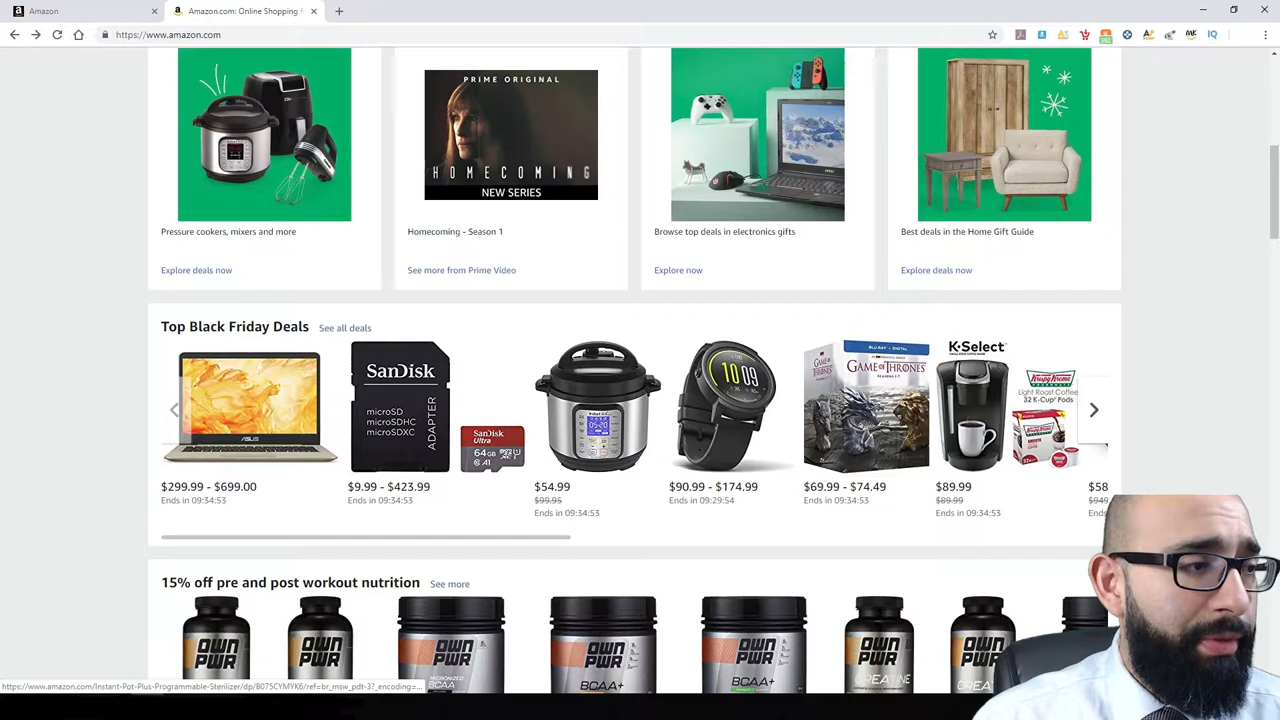 Amazon
Amazon.com: Online Shopping f
https://www.amazon.com
PRIME ORIGINAL
HOMECOMING
NEW SERIES
Pressure cookers, mixers and more
Homecoming - Season 1
Browse top deals in electronics gifts
Best deals in the Home Gift Guide
Explore deals now
See more from Prime Video
Explore now
Explore deals now
Top Black Friday Deals See all deals
ASUS
SanDisk
microSD
microSDHC
microSDXC
ADAPTER
SanDisk
Ultra
64GB
A1
05:20
10 09
BLU-RAY + DIGITAL
GAME OF THRONES
K-Select
Krispy Kreme
Light Roast Coffee
32 K-Cup Pods
$299.99 - $699.00
Ends in 09:34:53
$9.99 - $423.99
Ends in 09:34:53
$54.99
$99.95
Ends in 09:34:53
$90.99 - $174.99
Ends in 09:29:54
$69.99 - $74.49
Ends in 09:34:53
$89.99
$89.99
Ends in 09:34:53
$58
$949
Ends
15% off pre and post workout nutrition See more
OWN PWR
OWN PWR
OWN PWR
MICRONIZED
BCAA
OWN PWR
BCAA+
OWN PWR
BCAA+
OWN PWR
CREATINE
OWN PWR
CREA
https://www.amazon.com/Instant-Pot-Plus-Programmable-Sterilizer/dp/B075CYMYK6/ref=br_msw_pdt-3?_encoding=...